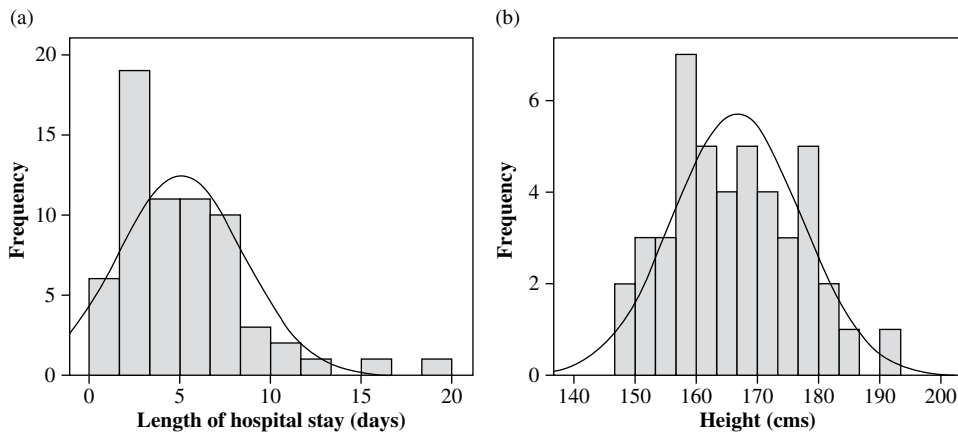 (a)
Frequency
20
15
10
5
0
0 5 10 15 20
Length of hospital stay (days)
(b)
Frequency
6
4
2
0
140 150 160 170 180 190 200
Height (cms)